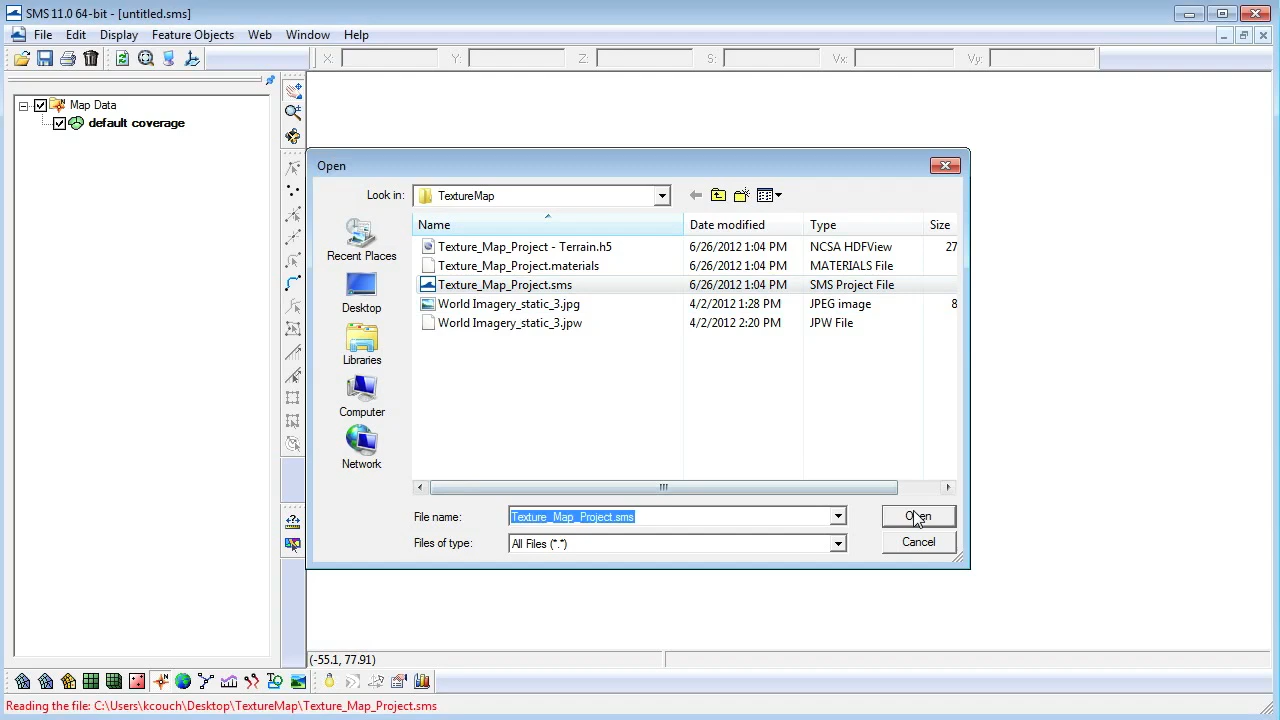 SMS 11.0 64-bit - [untitled.sms]
File Edit Display Feature Objects Web Window Help
X: Y: Z: S: Vx: Vy:
Map Data
default coverage
Open
Look in: TextureMap
Name Date modified Type Size
Texture_Map_Project - Terrain.h5 6/26/2012 1:04 PM NCSA HDFView 27
Texture_Map_Project.materials 6/26/2012 1:04 PM MATERIALS File
Texture_Map_Project.sms 6/26/2012 1:04 PM SMS Project File
World Imagery_static_3.jpg 4/2/2012 1:28 PM JPEG image 8
World Imagery_static_3.jpw 4/2/2012 2:20 PM JPW File
Recent Places
Desktop
Libraries
Computer
Network
File name: Texture_Map_Project.sms Open
Files of type: All Files (*.*) Cancel
(-55.1, 77.91)
Reading the file: C:\Users\kcouch\Desktop\TextureMap\Texture_Map_Project.sms